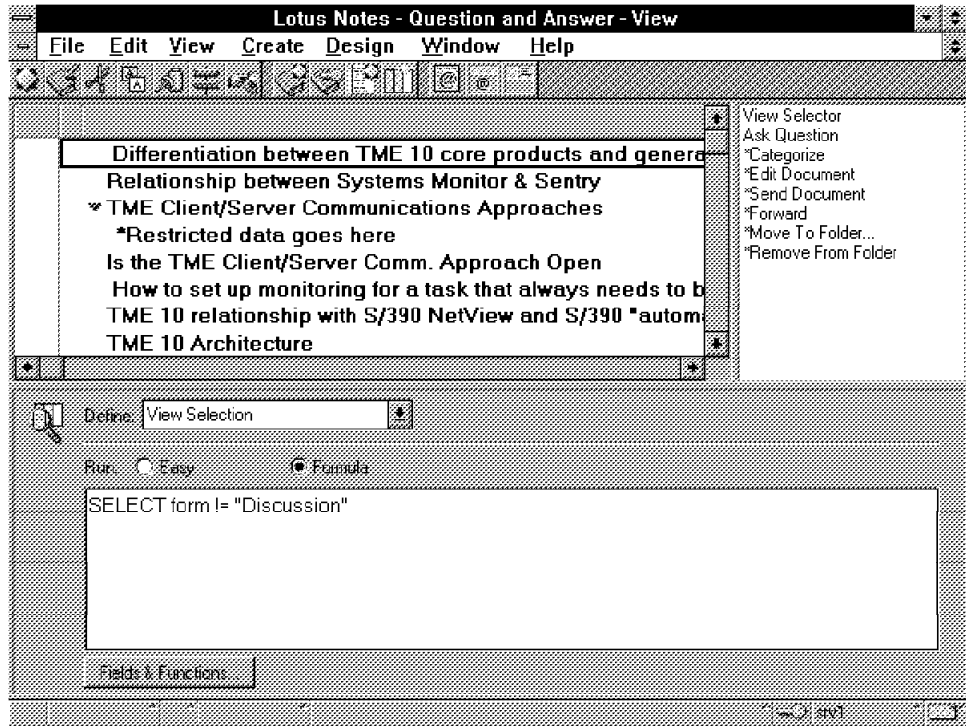 Lotus Notes - Question and Answer - View
File Edit View Create Design Window Help
Differentiation between TME 10 core products and genera
Relationship between Systems Monitor & Sentry
TME Client/Server Communications Approaches
*Restricted data goes here
Is the TME Client/Server Comm. Approach Open
How to set up monitoring for a task that always needs to b
TME 10 relationship with S/390 NetView and S/390 "autom
TME 10 Architecture
View Selector
Ask Question
*Categorize
*Edit Document
*Send Document
*Forward
*Move To Folder...
*Remove From Folder
Define: View Selection
Run: Easy Formula
SELECT form != "Discussion"
Fields & Functions...
srv1